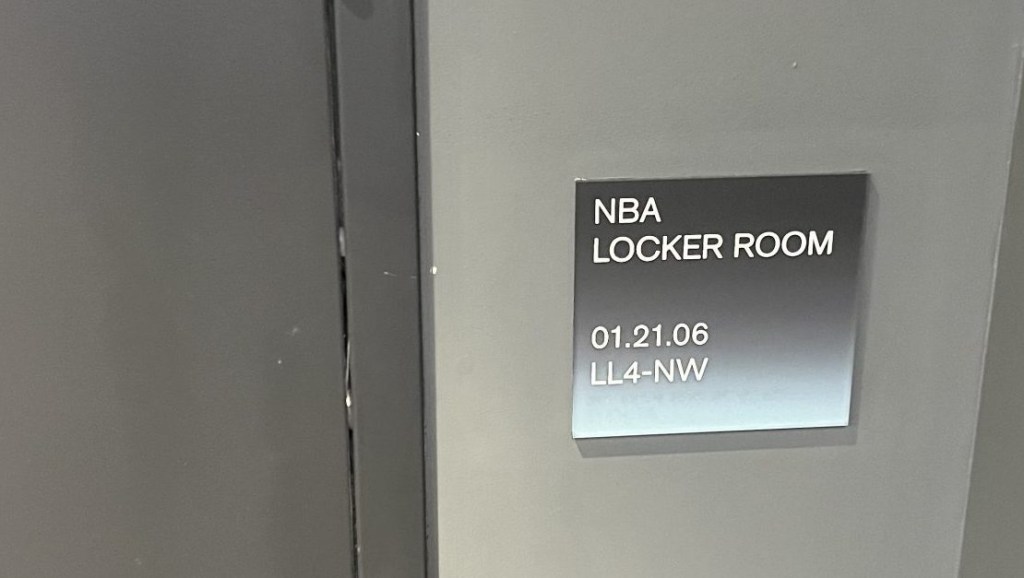 NBA
LOCKER ROOM
01.21.06
LL4-NW